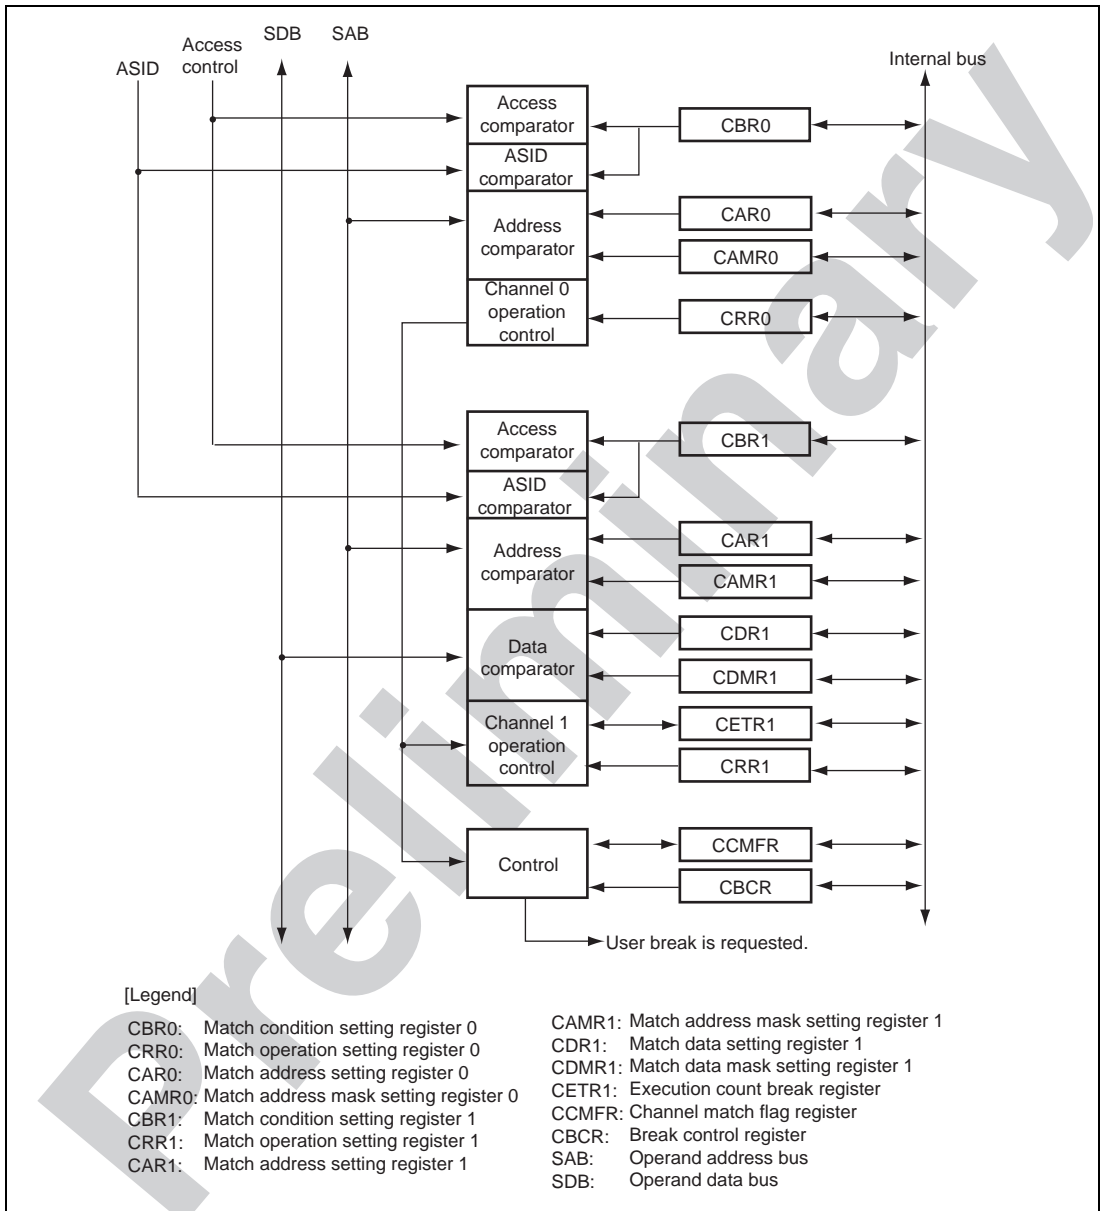 SDB SAB
Access
control
ASID
Internal bus
Access
comparator
CBR0
ASID
comparator
Address
comparator
CAR0
CAMR0
Channel 0
operation
control
CRR0
Access
comparator
CBR1
ASID
comparator
Address
comparator
CAR1
CAMR1
Data
comparator
CDR1
CDMR1
Channel 1
operation
control
CETR1
CRR1
Control
CCMFR
CBCR
User break is requested.
[Legend]
CBR0: Match condition setting register 0
CRR0: Match operation setting register 0
CAR0: Match address setting register 0
CAMR0: Match address mask setting register 0
CBR1: Match condition setting register 1
CRR1: Match operation setting register 1
CAR1: Match address setting register 1
CAMR1: Match address mask setting register 1
CDR1: Match data setting register 1
CDMR1: Match data mask setting register 1
CETR1: Execution count break register
CCMFR: Channel match flag register
CBCR: Break control register
SAB: Operand address bus
SDB: Operand data bus
Preliminary